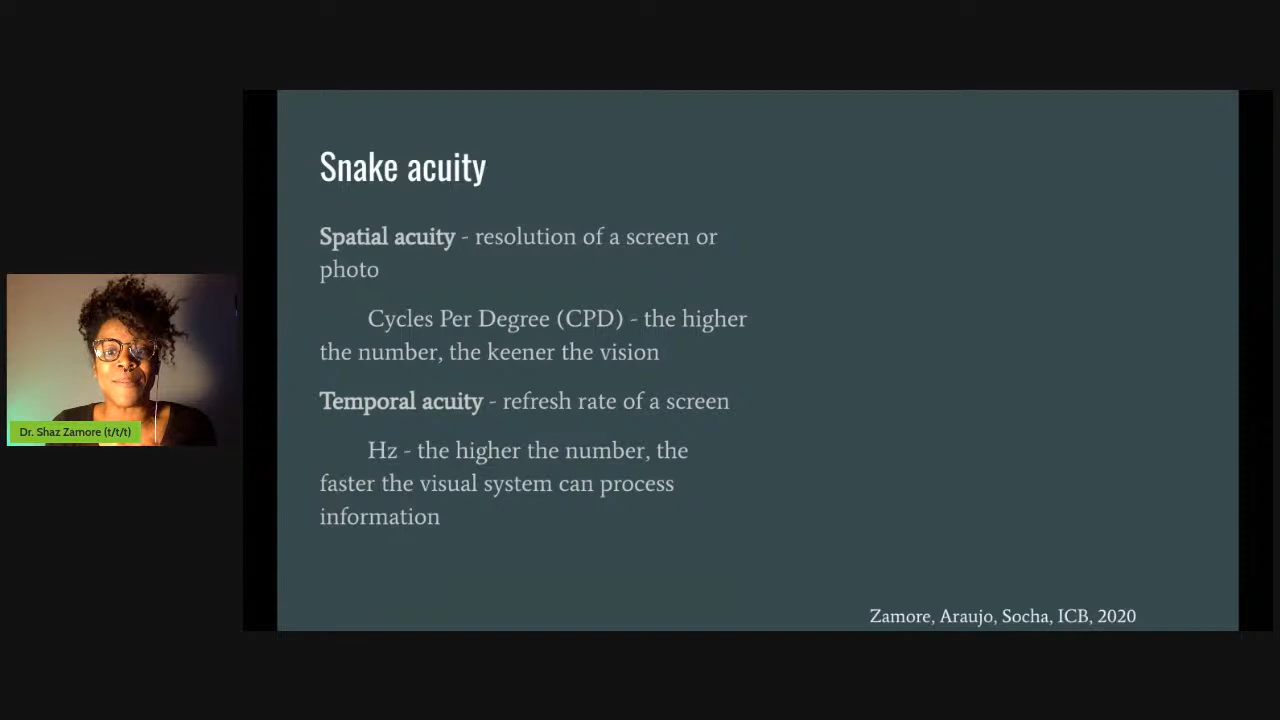 Snake acuity
Spatial acuity - resolution of a screen or
photo
Cycles Per Degree (CPD) - the higher
the number, the keener the vision
Temporal acuity - refresh rate of a screen
Hz - the higher the number, the
faster the visual system can process
information
Zamore, Araujo, Socha, ICB, 2020
Dr. Shaz Zamore (t/t/t)